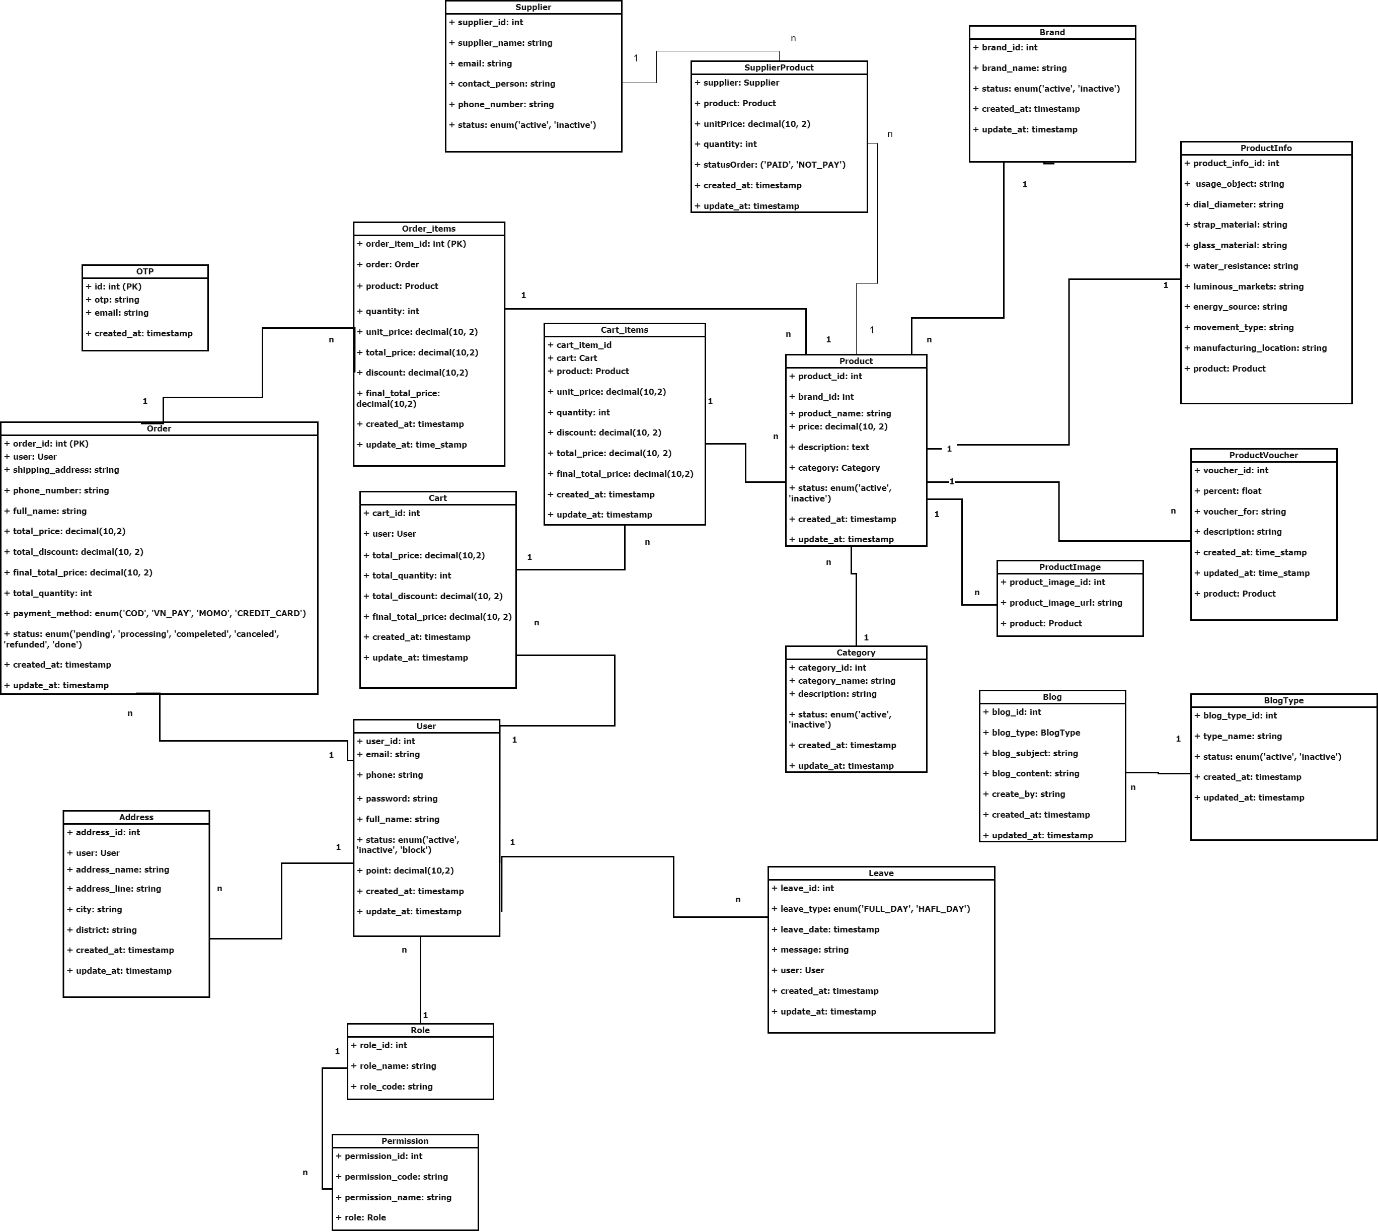 Supplier
+ supplier_id: int
+ supplier_name: string
+ email: string
+ contact_person: string
+ phone_number: string
+ status: enum('active', 'inactive')
1
n
SupplierProduct
+ supplier: Supplier
+ product: Product
+ unitPrice: decimal(10, 2)
+ quantity: int
+ statusOrder: ('PAID', 'NOT_PAY')
+ created_at: timestamp
+ update_at: timestamp
n
1
Brand
+ brand_id: int
+ brand_name: string
+ status: enum('active', 'inactive')
+ created_at: timestamp
+ update_at: timestamp
1
n
ProductInfo
+ product_info_id: int
+ usage_object: string
+ dial_diameter: string
+ strap_material: string
+ glass_material: string
+ water_resistance: string
+ luminous_markets: string
+ energy_source: string
+ movement_type: string
+ manufacturing_location: string
+ product: Product
1
1
OTP
+ id: int (PK)
+ otp: string
+ email: string
+ created_at: timestamp
Order_items
+ order_item_id: int (PK)
+ order: Order
+ product: Product
+ quantity: int
+ unit_price: decimal(10, 2)
+ total_price: decimal(10,2)
+ discount: decimal(10,2)
+ final_total_price:
decimal(10,2)
+ created_at: timestamp
+ update_at: time_stamp
1
n
n
1
Cart_items
+ cart_item_id
+ cart: Cart
+ product: Product
+ unit_price: decimal(10,2)
+ quantity: int
+ discount: decimal(10, 2)
+ total_price: decimal(10, 2)
+ final_total_price: decimal(10,2)
+ created_at: timestamp
+ update_at: timestamp
1
n
n
1
Product
+ product_id: int
+ brand_id: int
+ product_name: string
+ price: decimal(10, 2)
+ description: text
+ category: Category
+ status: enum('active',
'inactive')
+ created_at: timestamp
+ update_at: timestamp
1
1
n
1
1
ProductVoucher
+ voucher_id: int
+ percent: float
+ voucher_for: string
+ description: string
+ created_at: time_stamp
+ updated_at: time_stamp
+ product: Product
n
ProductImage
+ product_image_id: int
+ product_image_url: string
+ product: Product
n
Order
+ order_id: int (PK)
+ user: User
+ shipping_address: string
+ phone_number: string
+ full_name: string
+ total_price: decimal(10,2)
+ total_discount: decimal(10, 2)
+ final_total_price: decimal(10, 2)
+ total_quantity: int
+ payment_method: enum('COD', 'VN_PAY', 'MOMO', 'CREDIT_CARD')
+ status: enum('pending', 'processing', 'compeleted', 'canceled',
'refunded', 'done')
+ created_at: timestamp
+ update_at: timestamp
n
1
Cart
+ cart_id: int
+ user: User
+ total_price: decimal(10,2)
+ total_quantity: int
+ total_discount: decimal(10, 2)
+ final_total_price: decimal(10, 2)
+ created_at: timestamp
+ update_at: timestamp
n
1
Category
+ category_id: int
+ category_name: string
+ description: string
+ status: enum('active',
'inactive')
+ created_at: timestamp
+ update_at: timestamp
Blog
+ blog_id: int
+ blog_type: BlogType
+ blog_subject: string
+ blog_content: string
+ create_by: string
+ created_at: timestamp
+ updated_at: timestamp
n
1
BlogType
+ blog_type_id: int
+ type_name: string
+ status: enum('active', 'inactive')
+ created_at: timestamp
+ updated_at: timestamp
User
+ user_id: int
+ email: string
+ phone: string
+ password: string
+ full_name: string
+ status: enum('active',
'inactive', 'block')
+ point: decimal(10,2)
+ created_at: timestamp
+ update_at: timestamp
1
1
n
Address
+ address_id: int
+ user: User
+ address_name: string
+ address_line: string
+ city: string
+ district: string
+ created_at: timestamp
+ update_at: timestamp
n
Leave
+ leave_id: int
+ leave_type: enum('FULL_DAY', 'HAFL_DAY')
+ leave_date: timestamp
+ message: string
+ user: User
+ created_at: timestamp
+ update_at: timestamp
n
1
Role
+ role_id: int
+ role_name: string
+ role_code: string
1
n
Permission
+ permission_id: int
+ permission_code: string
+ permission_name: string
+ role: Role